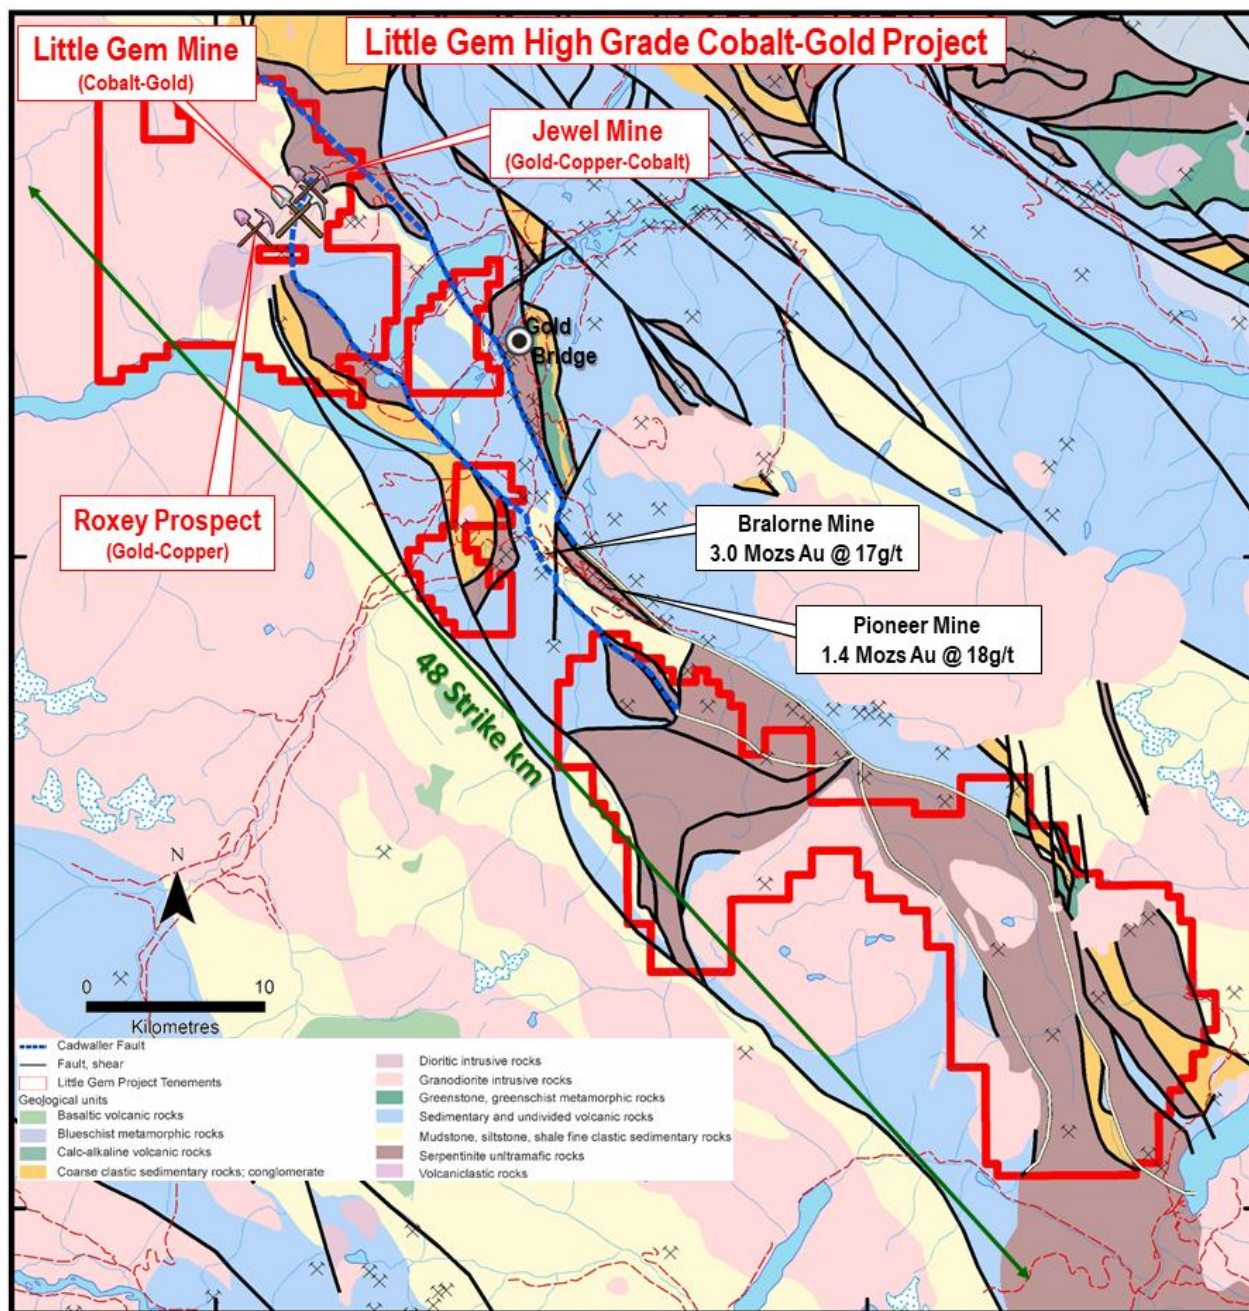 Little Gem High Grade Cobalt-Gold Project
Little Gem Mine
(Cobalt-Gold)
Jewel Mine
(Gold-Copper-Cobalt)
Gold
Bridge
Roxey Prospect
(Gold-Copper)
Bralorne Mine
3.0 Mozs Au @ 17g/t
Pioneer Mine
1.4 Mozs Au @ 18g/t
48 Strike km
N
0 10
Kilometres
Cadwaller Fault
Fault, shear
Little Gem Project Tenements
Geological units
Basaltic volcanic rocks
Blueschist metamorphic rocks
Calc-alkaline volcanic rocks
Coarse clastic sedimentary rocks; conglomerate
Dioritic intrusive rocks
Granodiorite intrusive rocks
Greenstone, greenschist metamorphic rocks
Sedimentary and undivided volcanic rocks
Mudstone, siltstone, shale fine clastic sedimentary rocks
Serpentinite unltramafic rocks
Volcaniclastic rocks